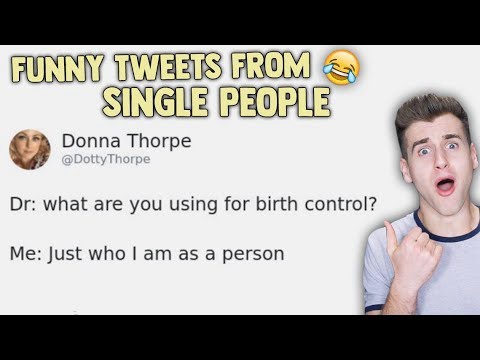 FUNNY TWEETS FROM 😂
SINGLE PEOPLE
Donna Thorpe
@DottyThorpe
Dr: what are you using for birth control?
Me: Just who I am as a person